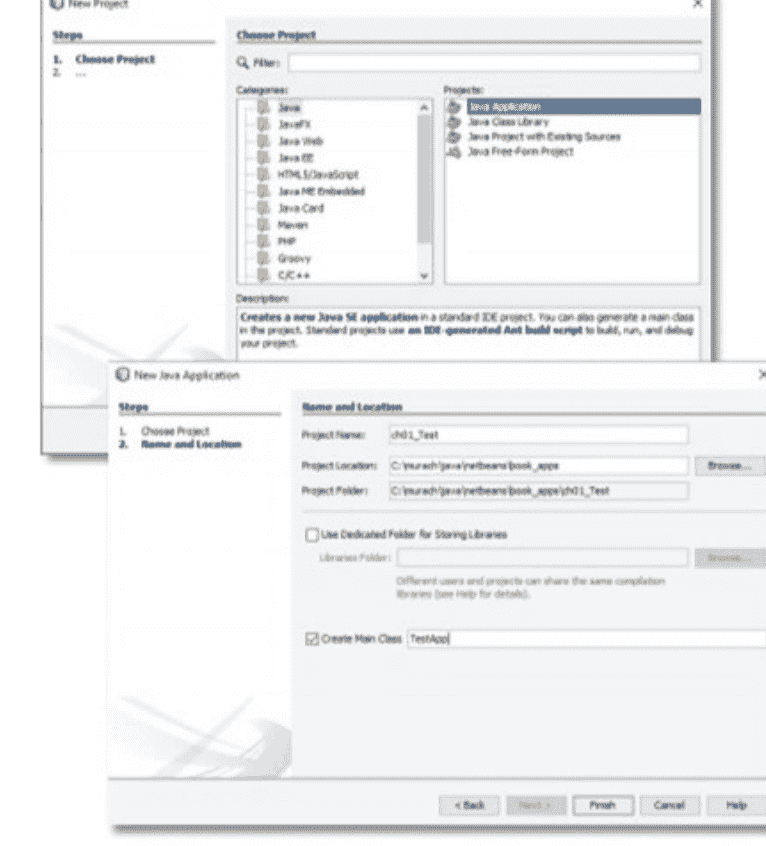 New Project
Steps
1. Choose Project
2. ...
Choose Project
Filter:
Categories:
Java
JavaFX
Java Web
Java EE
HTML5/JavaScript
Java ME Embedded
Java Card
Maven
PHP
Groovy
C/C++
Projects:
Java Application
Java Class Library
Java Project with Existing Sources
Java Free-Form Project
Description:
Creates a new Java SE application in a standard IDE project. You can also generate a main class
in the project. Standard projects use an IDE-generated Ant build script to build, run, and debug
your project.
New Java Application
Steps
1. Choose Project
2. Name and Location
Name and Location
Project Name: ch01_Test
Project Location: C:\murach\java\netbeans\book_apps Browse...
Project Folder: C:\murach\java\netbeans\book_apps\ch01_Test
Use Dedicated Folder for Storing Libraries
Libraries Folder: Browse...
Different users and projects can share the same compilation
libraries (see Help for details).
Create Main Class TestApp
< Back Next > Finish Cancel Help